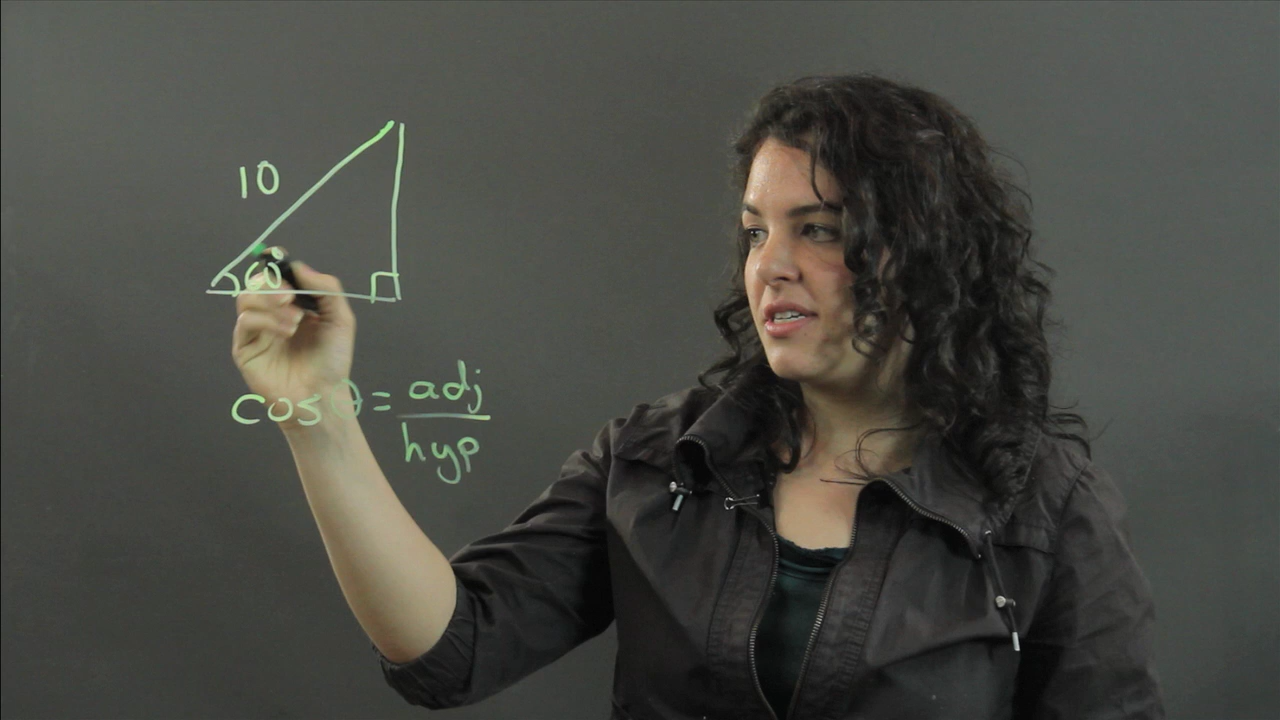 10
60°
cosθ = adj
hyp